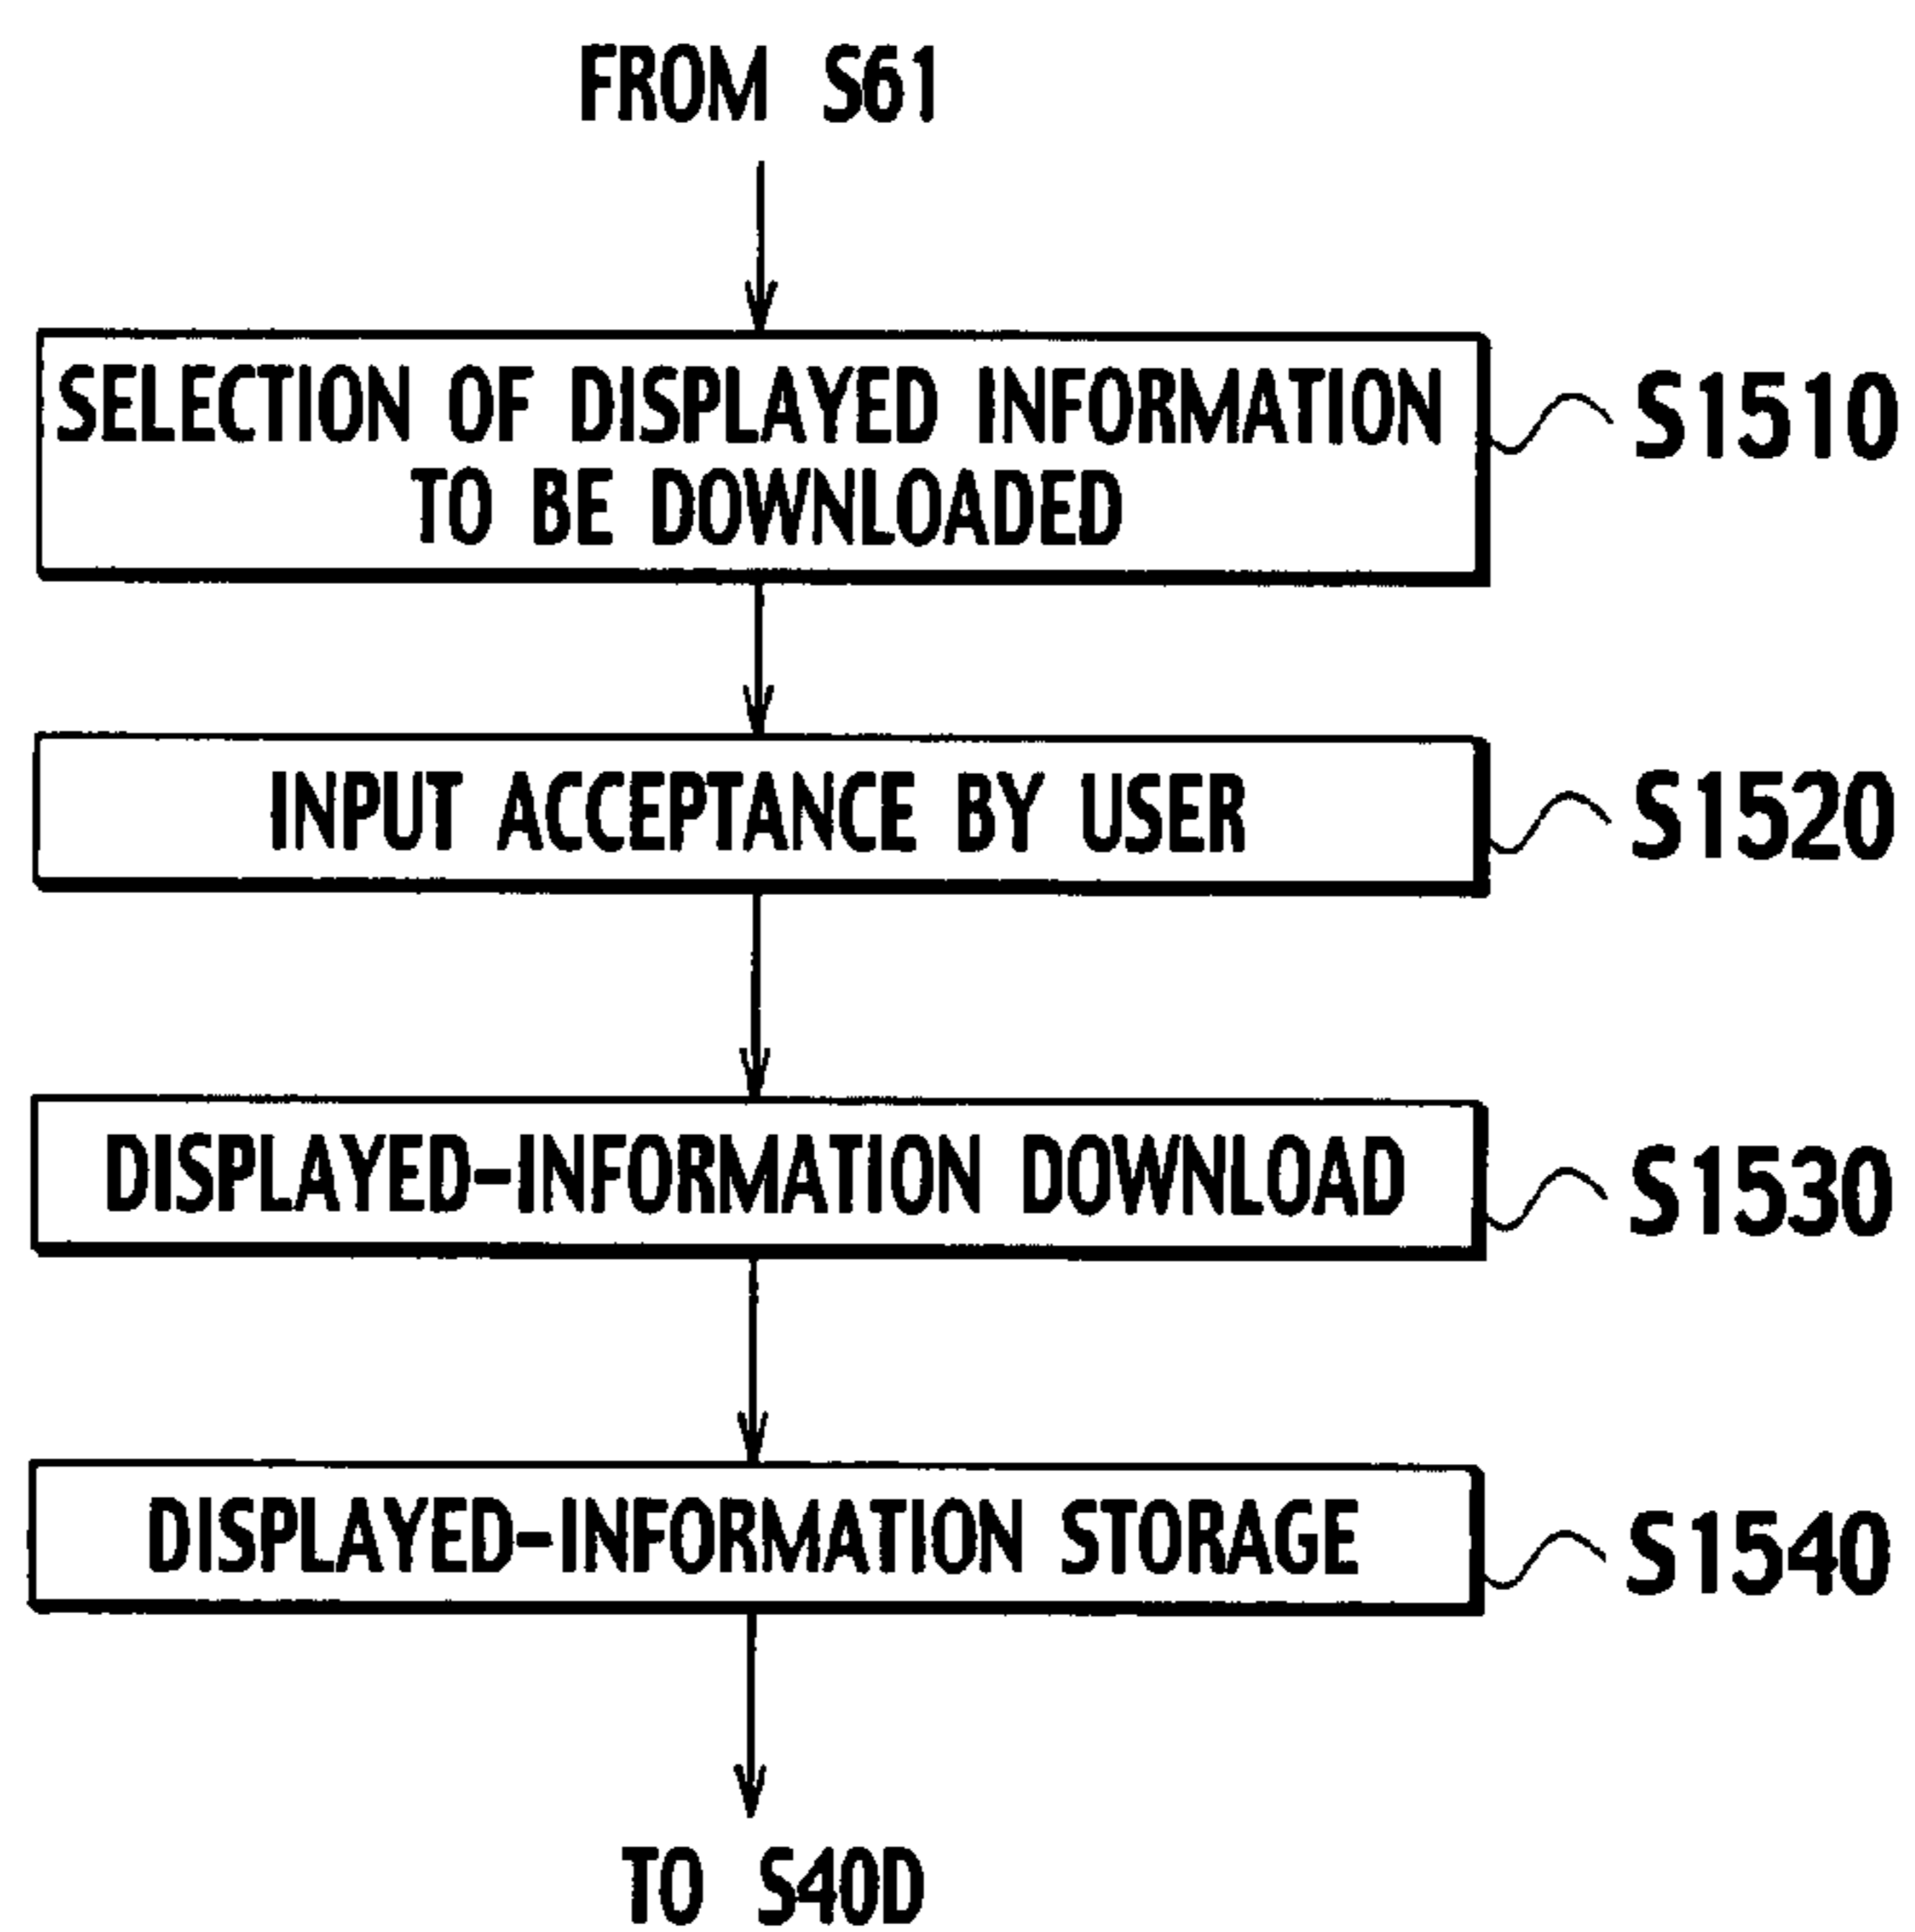 FROM S61
SELECTION OF DISPLAYED INFORMATION
TO BE DOWNLOADED
S1510
INPUT ACCEPTANCE BY USER
S1520
DISPLAYED-INFORMATION DOWNLOAD
S1530
DISPLAYED-INFORMATION STORAGE
S1540
TO S40D